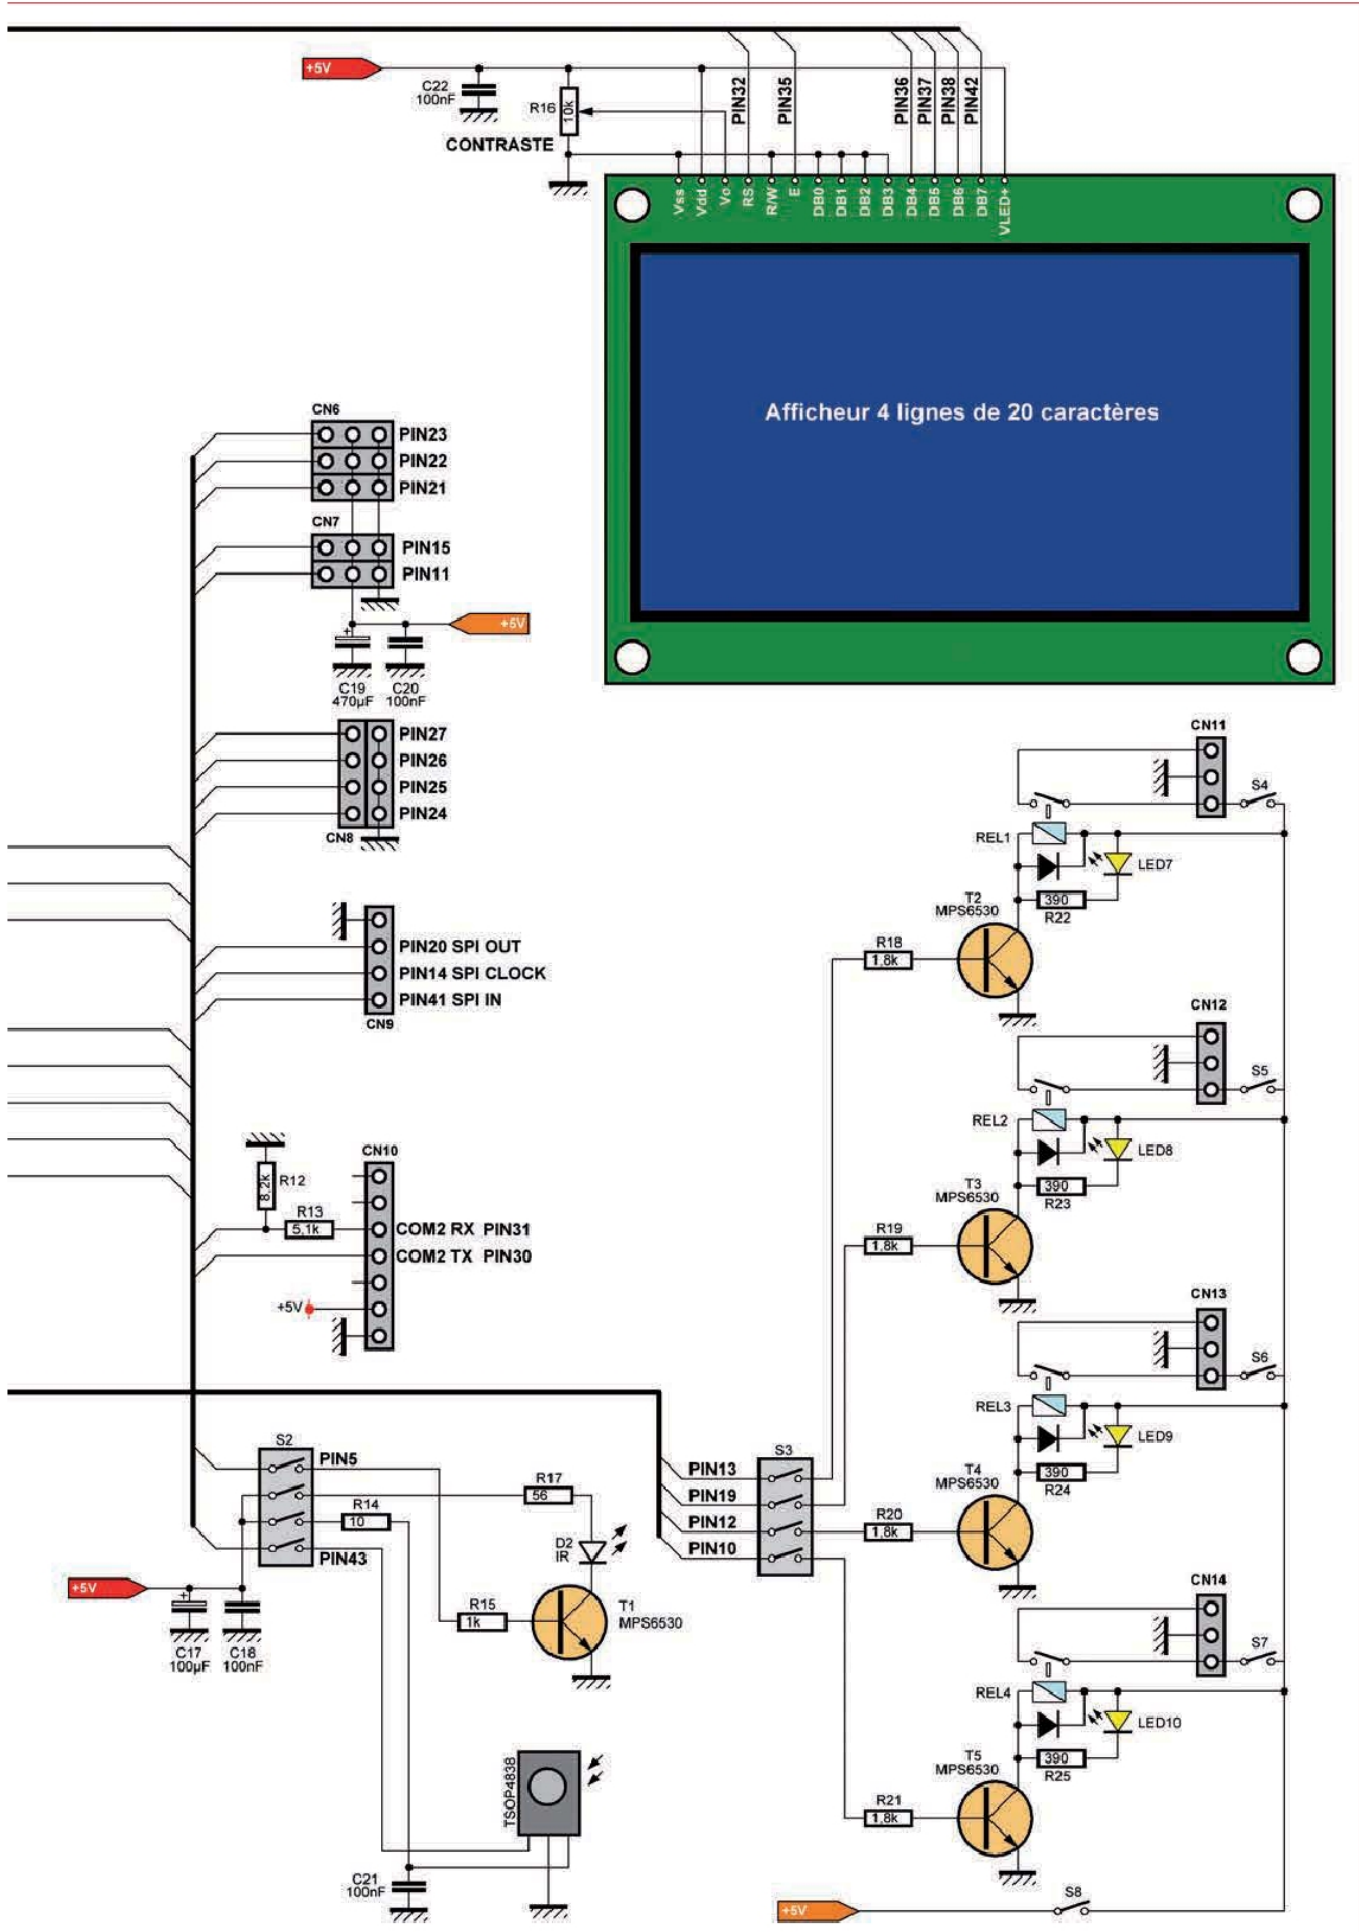 +5V
C22
100nF
R16
10k
CONTRASTE
PIN32
PIN35
PIN36
PIN37
PIN38
PIN42
Vss
Vdd
Vo
RS
R/W
E
DB0
DB1
DB2
DB3
DB4
DB5
DB6
DB7
VLED+
Afficheur 4 lignes de 20 caractères
CN6
PIN23
PIN22
PIN21
CN7
PIN15
PIN11
+5V
+
C19
470µF
C20
100nF
PIN27
PIN26
PIN25
PIN24
CN8
PIN20 SPI OUT
PIN14 SPI CLOCK
PIN41 SPI IN
CN9
CN10
R12
8,2k
R13
5,1k
COM2 RX PIN31
COM2 TX PIN30
+5V
S2
PIN5
R14
10
PIN43
+5V
+
C17
100µF
C18
100nF
R17
56
D2
IR
R15
1k
T1
MPS6530
TSOP4838
C21
100nF
PIN13
PIN19
PIN12
PIN10
S3
CN11
S4
REL1
LED7
390
R22
T2
MPS6530
R18
1,8k
CN12
S5
REL2
LED8
390
R23
T3
MPS6530
R19
1,8k
CN13
S6
REL3
LED9
390
R24
T4
MPS6530
R20
1,8k
CN14
S7
REL4
LED10
390
R25
T5
MPS6530
R21
1,8k
+5V
S8